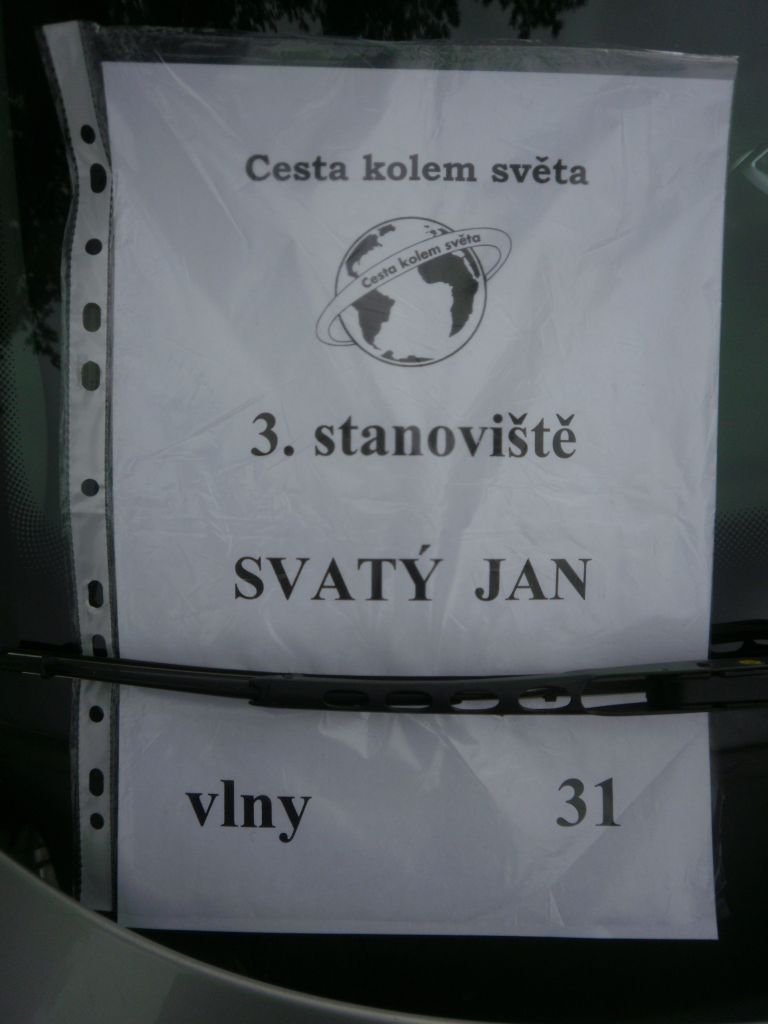 Cesta kolem světa
Cesta kolem světa
3. stanoviště
SVATÝ JAN
vlny 31